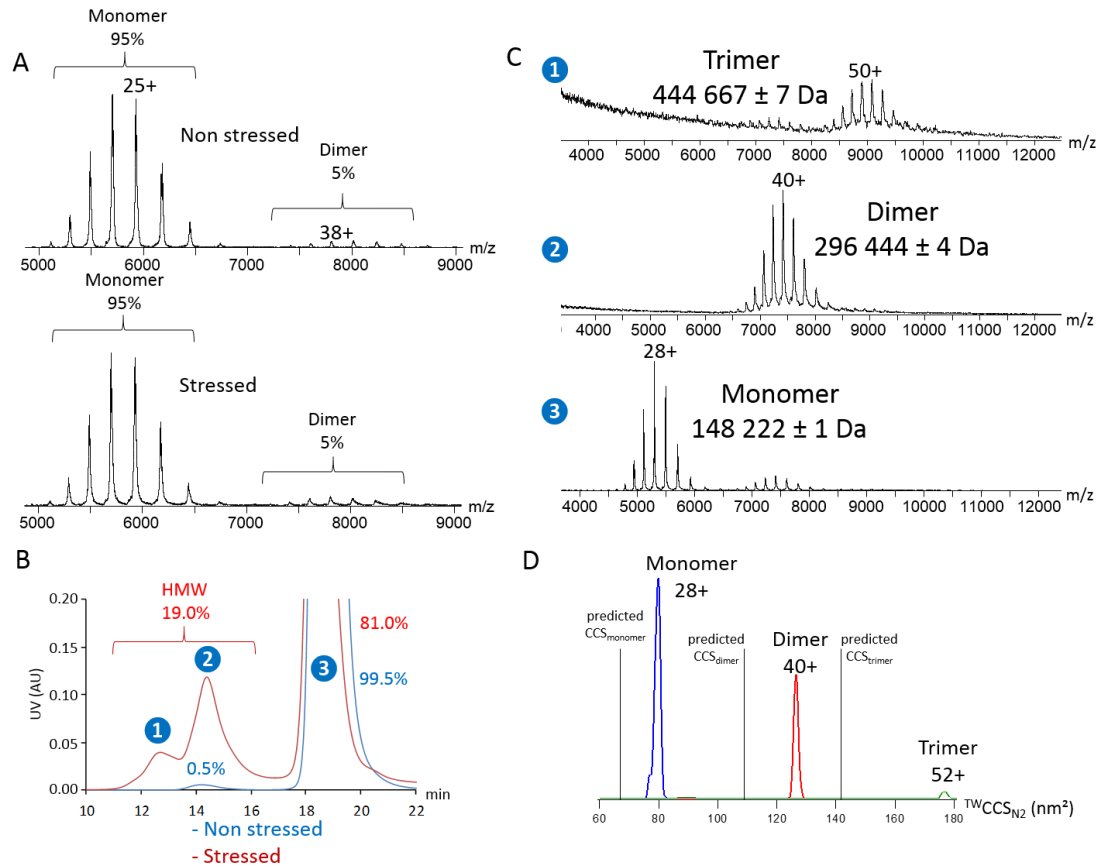 A
Monomer
95%
25+
Non stressed
Dimer
5%
38+
m/z
5000 6000 7000 8000 9000
Monomer
95%
Stressed
Dimer
5%
m/z
5000 6000 7000 8000 9000
B
HMW
19.0%
UV (AU)
0.20
0.15
0.10
0.05
0.00
1
2
3
81.0%
99.5%
0.5%
10 12 14 16 18 20 22 min
- Non stressed
- Stressed
C
1
Trimer
444 667 ± 7 Da
50+
m/z
4000 5000 6000 7000 8000 9000 10000 11000 12000
2
40+
Dimer
296 444 ± 4 Da
m/z
4000 5000 6000 7000 8000 9000 10000 11000 12000
3
28+
Monomer
148 222 ± 1 Da
m/z
4000 5000 6000 7000 8000 9000 10000 11000 12000
D
Monomer
28+
predicted
CCSmonomer
predicted
CCSdimer
Dimer
40+
predicted
CCStrimer
Trimer
52+
60 80 100 120 140 160 180
TWCCSN2 (nm²)